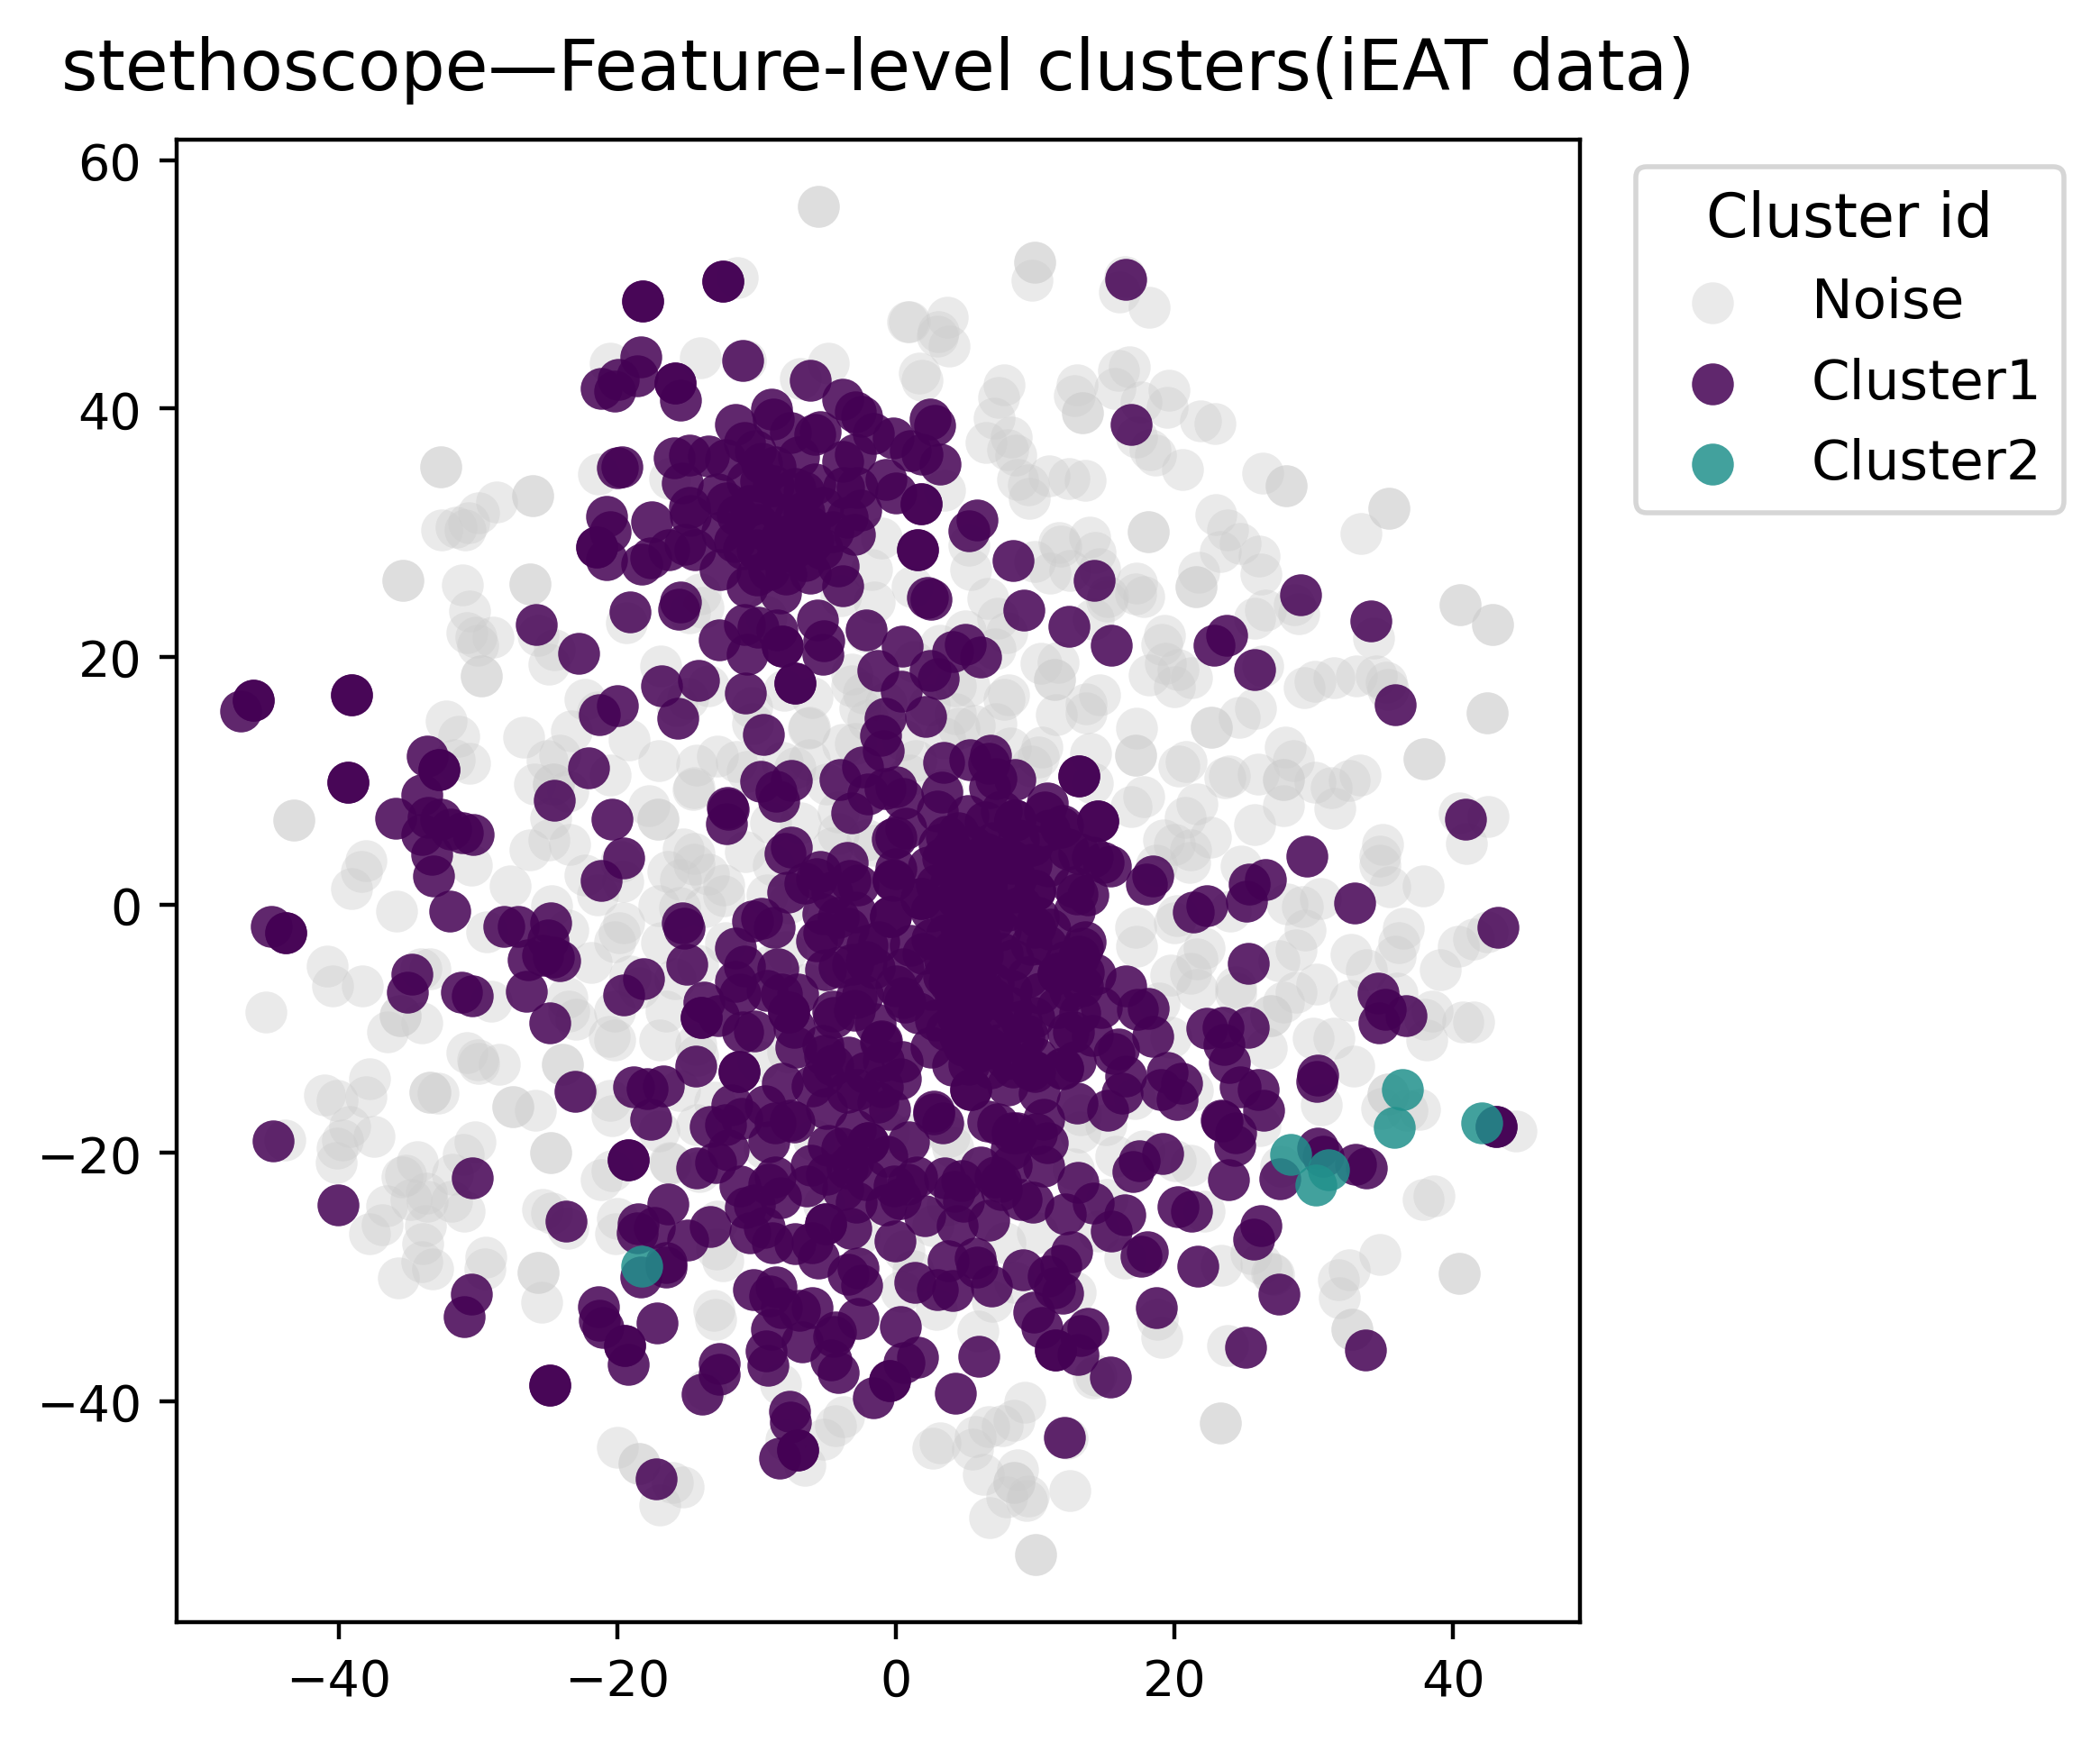 stethoscope—Feature-level clusters(iEAT data)
60
40
20
0
−20
−40
−40 −20 0 20 40
Cluster id
Noise
Cluster1
Cluster2